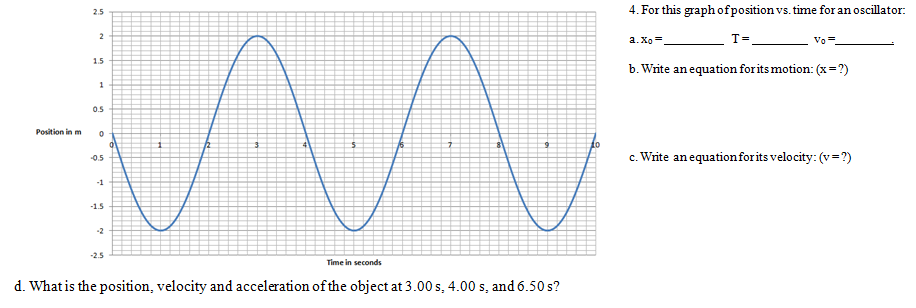 4. For this graph of position vs. time for an oscillator:
a. x₀ = ________ T= ________ v₀ = ________.
b. Write an equation for its motion: (x = ?)
c. Write an equation for its velocity: (v = ?)
2.5
2
1.5
1
0.5
Position in m 0
0 1 2 3 4 5 6 7 8 9 10
-0.5
-1
-1.5
-2
-2.5
Time in seconds
d. What is the position, velocity and acceleration of the object at 3.00 s, 4.00 s, and 6.50 s?